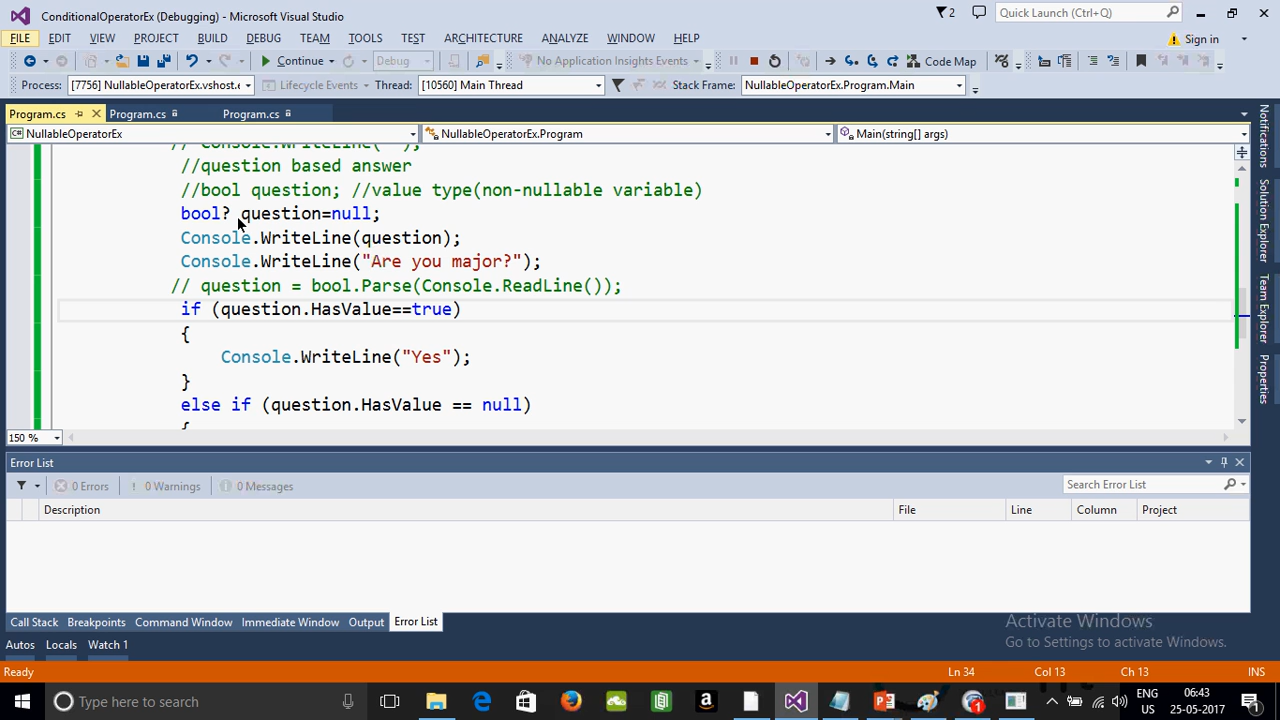 ConditionalOperatorEx (Debugging) - Microsoft Visual Studio
2
Quick Launch (Ctrl+Q)
FILE EDIT VIEW PROJECT BUILD DEBUG TEAM TOOLS TEST ARCHITECTURE ANALYZE WINDOW HELP
Sign in
Continue Debug No Application Insights Events Code Map
Process: [7756] NullableOperatorEx.vshost.e Lifecycle Events Thread: [10560] Main Thread Stack Frame: NullableOperatorEx.Program.Main
Program.cs Program.cs Program.cs
NullableOperatorEx NullableOperatorEx.Program Main(string[] args)
//question based answer
//bool question; //value type(non-nullable variable)
bool? question=null;
Console.WriteLine(question);
Console.WriteLine("Are you major?");
// question = bool.Parse(Console.ReadLine());
if (question.HasValue==true)
{
Console.WriteLine("Yes");
}
else if (question.HasValue == null)
{
150 %
Notifications
Solution Explorer
Team Explorer
Properties
Error List
0 Errors 0 Warnings 0 Messages
Search Error List
Description File Line Column Project
Call Stack Breakpoints Command Window Immediate Window Output Error List
Activate Windows
Go to Settings to activate Windows.
Autos Locals Watch 1
Ready Ln 34 Col 13 Ch 13 INS
Type here to search
ENG
US
06:43
25-05-2017